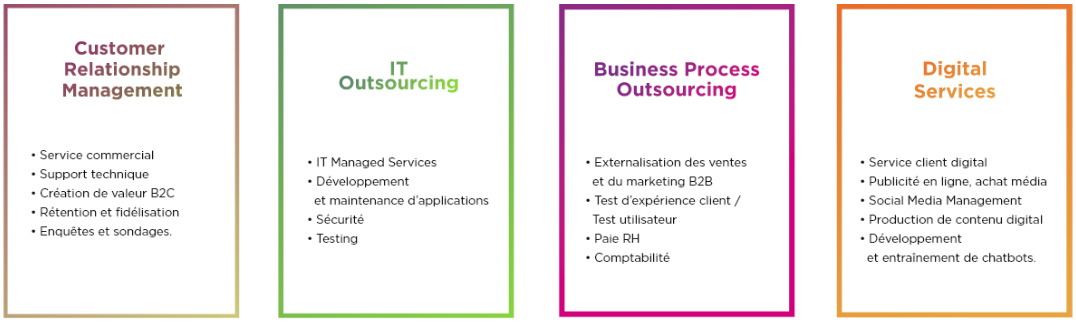 Customer
Relationship
Management
• Service commercial
• Support technique
• Création de valeur B2C
• Rétention et fidélisation
• Enquêtes et sondages.
IT
Outsourcing
• IT Managed Services
• Développement
et maintenance d'applications
• Sécurité
• Testing
Business Process
Outsourcing
• Externalisation des ventes
et du marketing B2B
• Test d'expérience client /
Test utilisateur
• Paie RH
• Comptabilité
Digital
Services
• Service client digital
• Publicité en ligne, achat média
• Social Media Management
• Production de contenu digital
• Développement
et entraînement de chatbots.